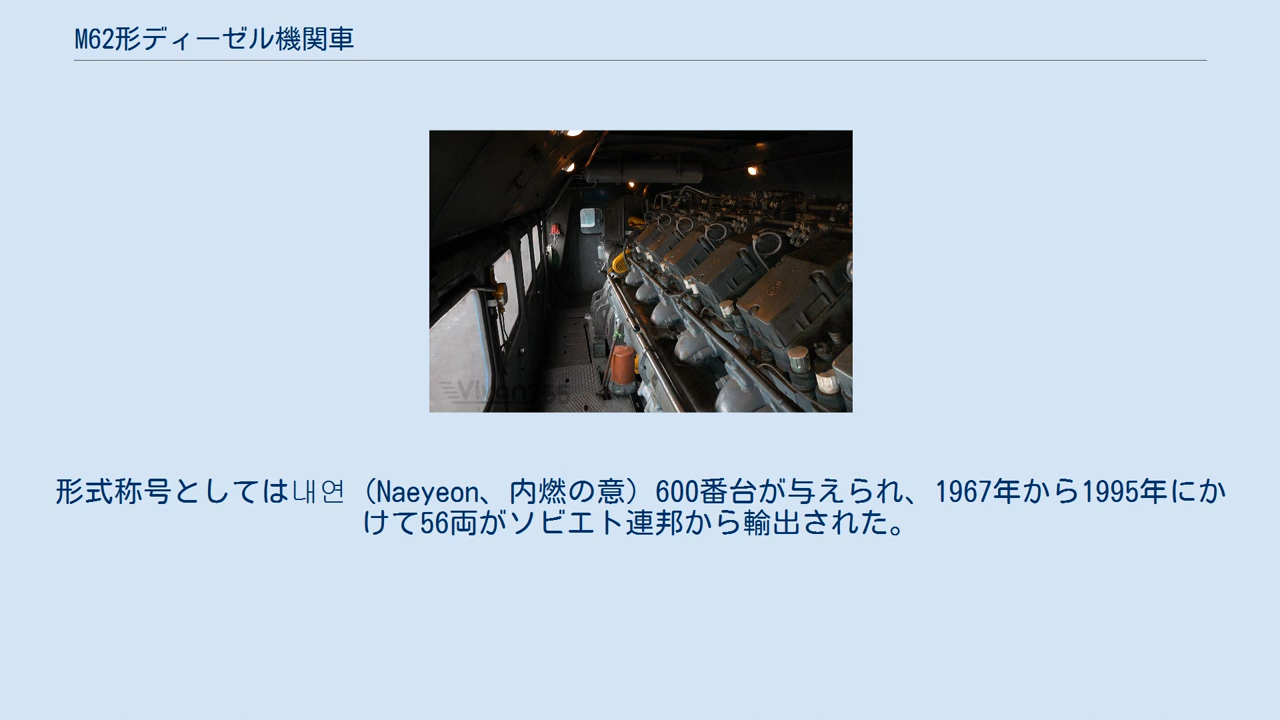 M62形ディーゼル機関車
形式称号としては내연（Naeyeon、内燃の意）600番台が与えられ、1967年から1995年にか
けて56両がソビエト連邦から輸出された。